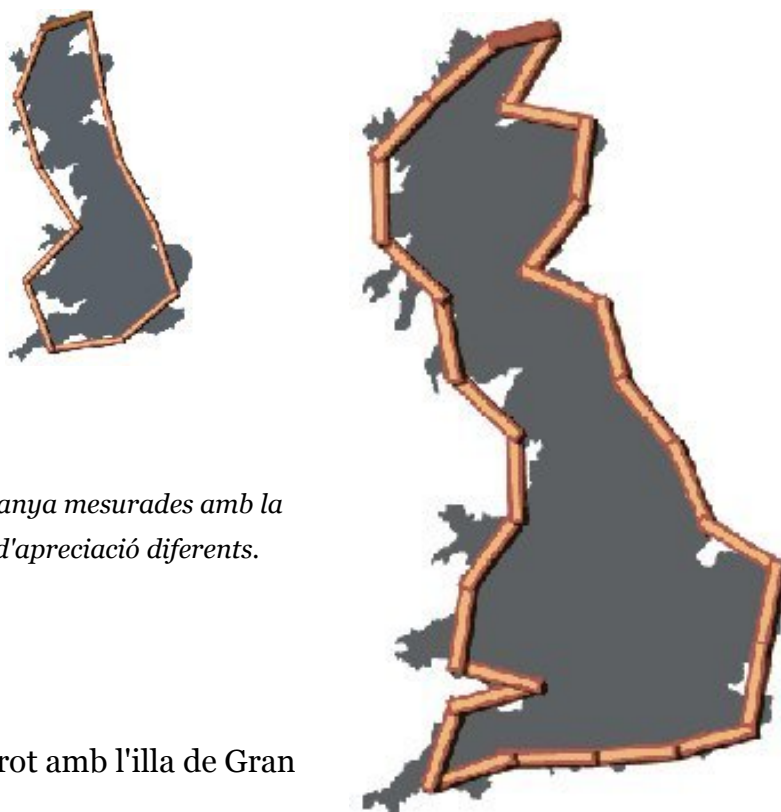 anya mesurades amb la
d'apreciació diferents.
rot amb l'illa de Gran